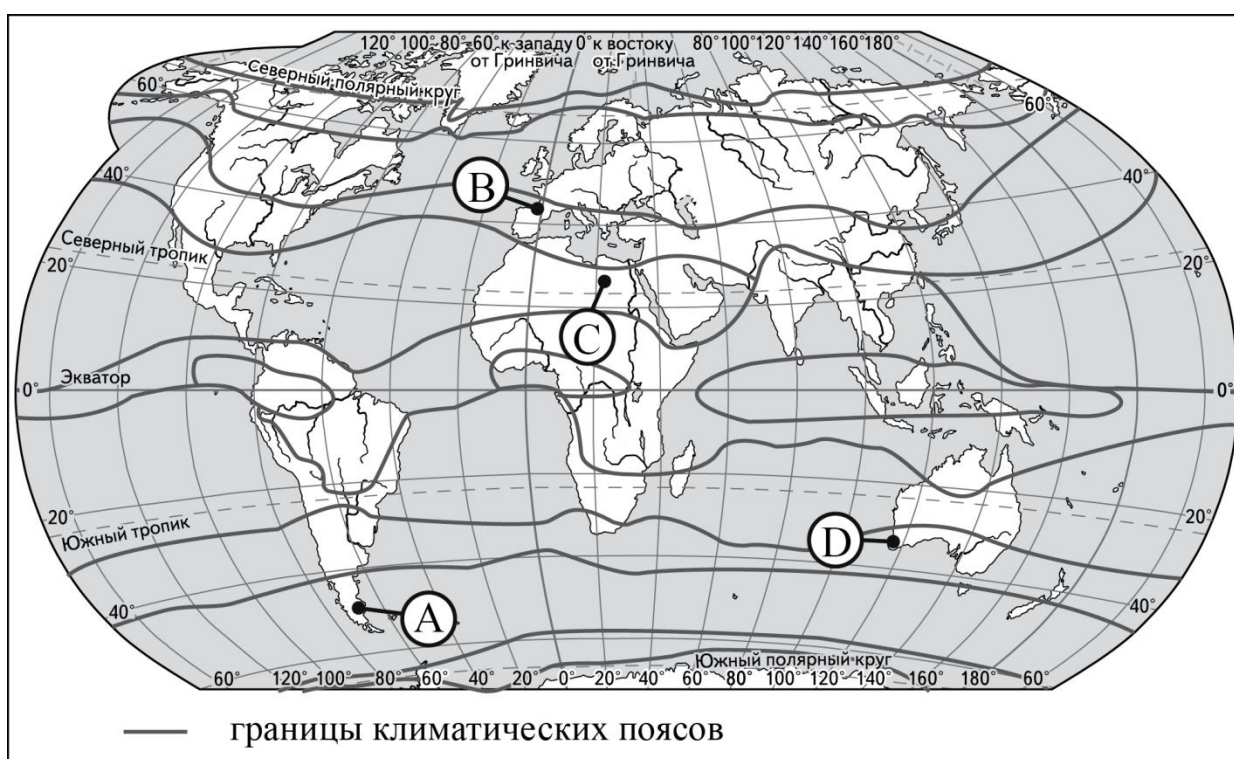 120° 100° 80° 60° к западу 0° к востоку 80° 100° 120° 140° 160° 180°
от Гринвича от Гринвича
Северный полярный круг
60° 60°
B
40° 40°
Северный тропик
20° 20°
C
Экватор
0° 0°
20° 20°
Южный тропик
D
40° 40°
A
Южный полярный круг
60° 120° 100° 80° 60° 40° 20° 0° 20° 40° 60° 80° 100° 120° 140° 160° 180° 60°
границы климатических поясов